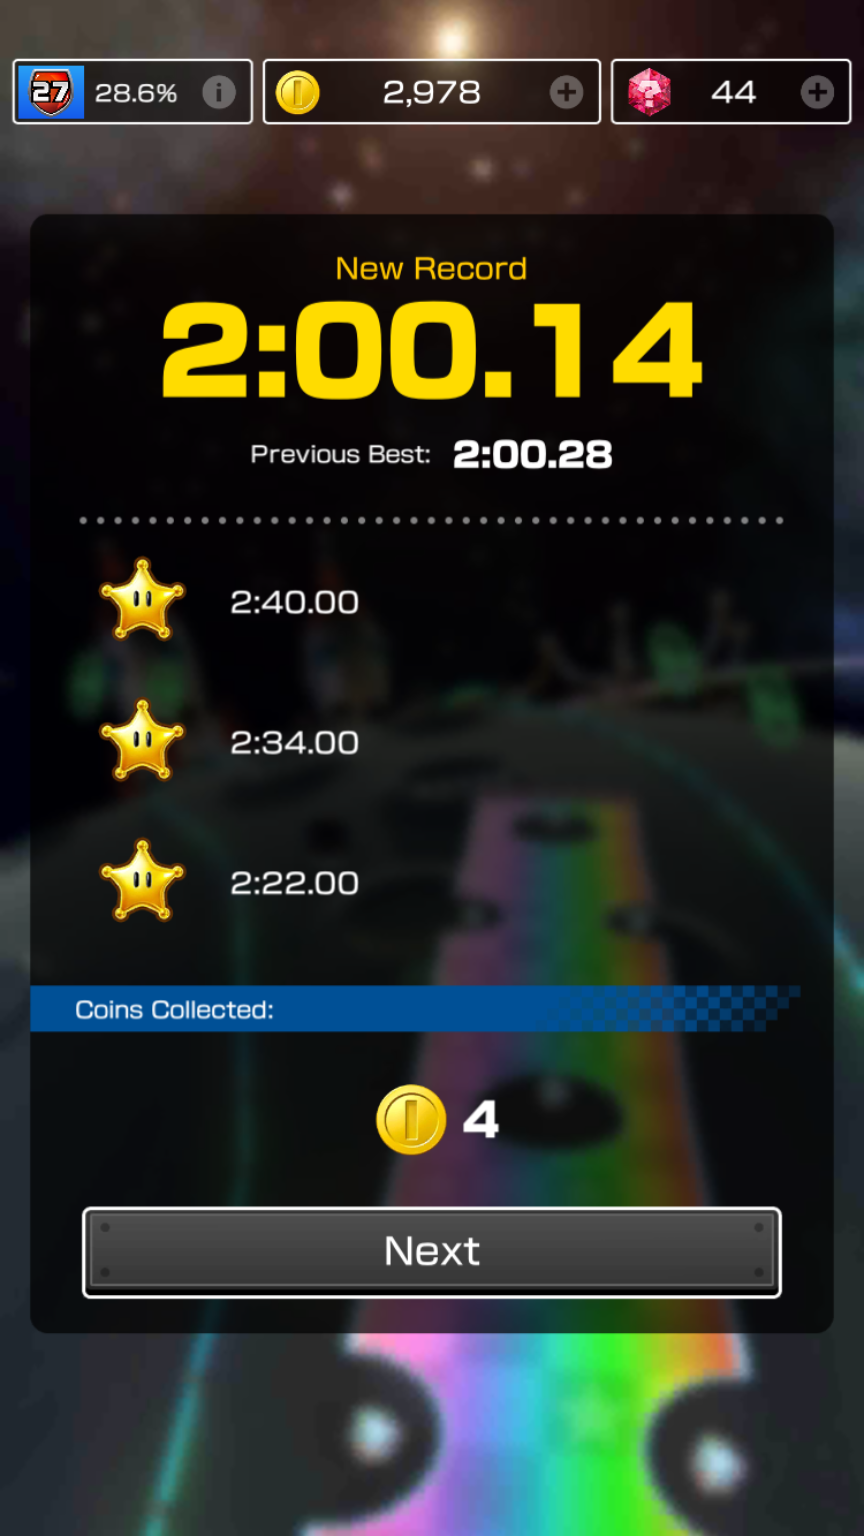 27 28.6% i 2,978 + ? 44 +
New Record
2:00.14
Previous Best: 2:00.28
2:40.00
2:34.00
2:22.00
Coins Collected:
4
Next